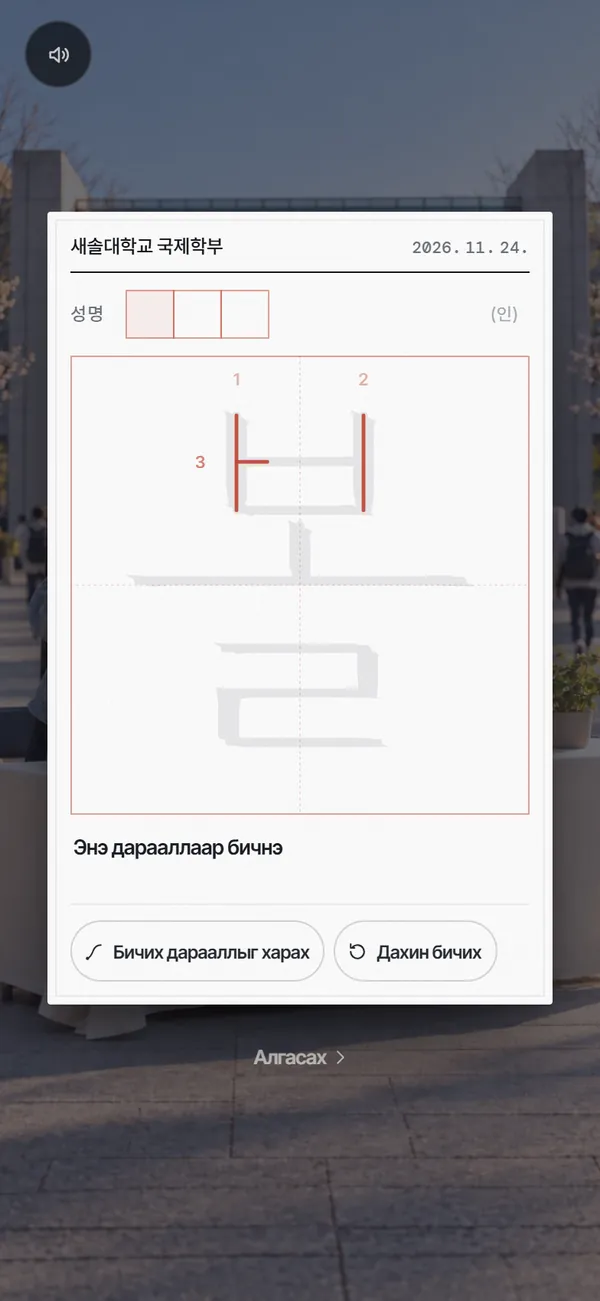 새솔대학교 국제학부 2026. 11. 24.
성명 (인)
1 2
3
볼
Энэ дарааллаар бичнэ
Бичих дарааллыг харах Дахин бичих
Алгасах